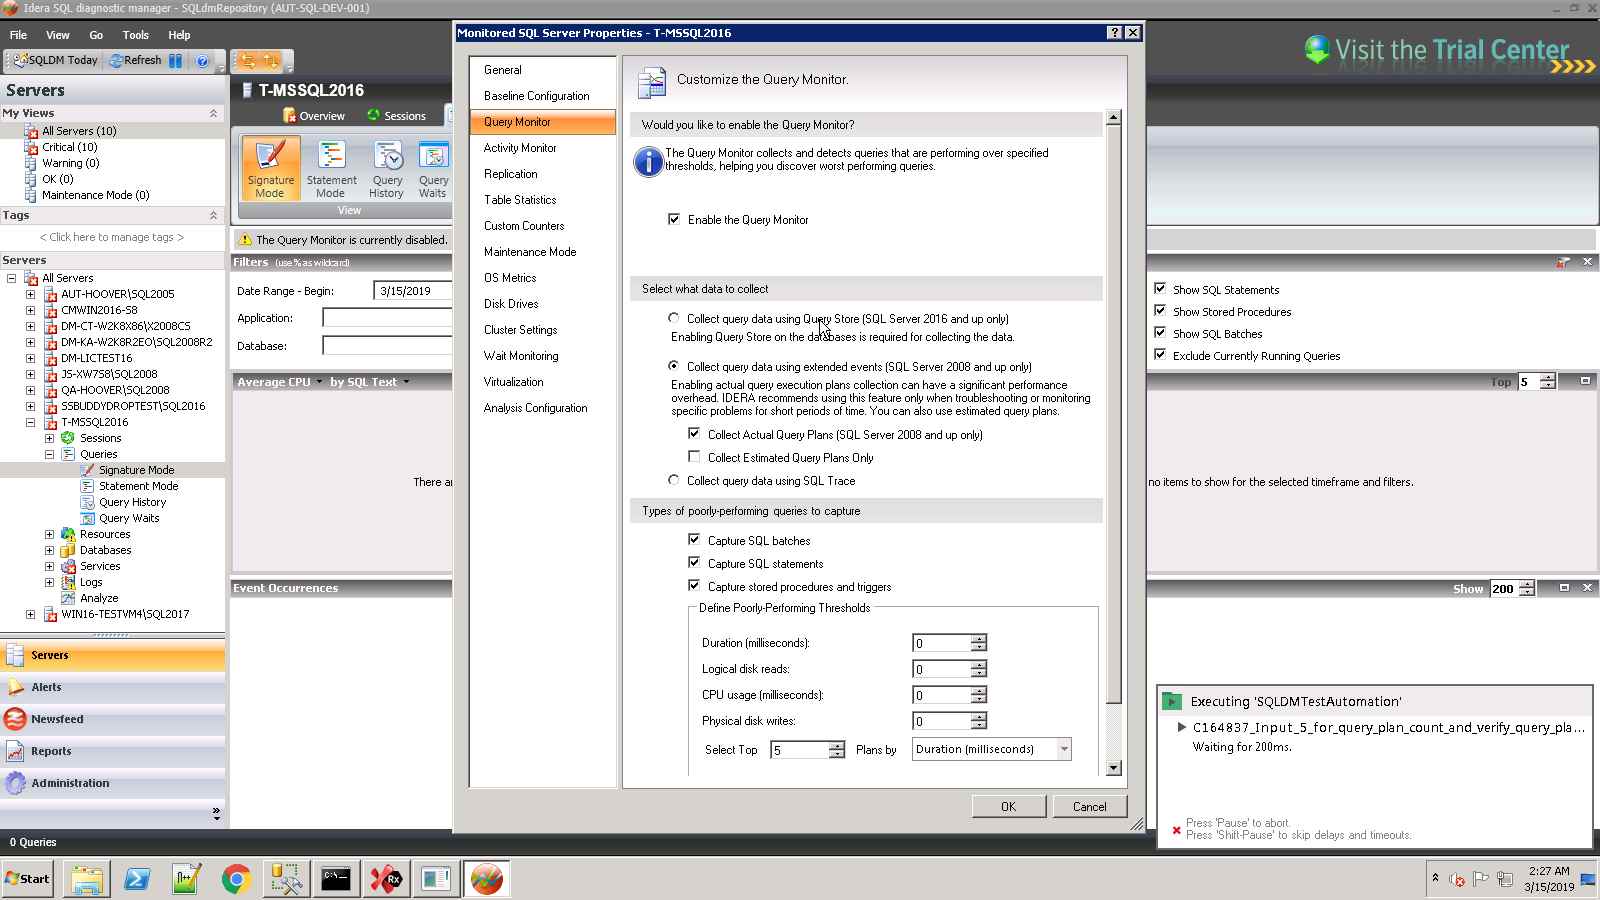 Idera SQL diagnostic manager - SQLdmRepository (AUT-SQL-DEV-001)
File View Go Tools Help
SQLDM Today Refresh
Visit the Trial Center
Servers
My Views
All Servers (10)
Critical (10)
Warning (0)
OK (0)
Maintenance Mode (0)
Tags
< Click here to manage tags >
Servers
All Servers
AUT-HOOVER\SQL2005
CMWIN2016-58
DM-CT-W2K8X86\X2008CS
DM-KA-W2K8R2EO\SQL2008R2
DM-LICTEST16
JS-XW7S8\SQL2008
QA-HOOVER\SQL2008
SSBUDDYDROPTEST\SQL2016
T-MSSQL2016
Sessions
Queries
Signature Mode
Statement Mode
Query History
Query Waits
Resources
Databases
Services
Logs
Analyze
WIN16-TESTVM4\SQL2017
Servers
Alerts
Newsfeed
Reports
Administration
0 Queries
T-MSSQL2016
Overview Sessions
Signature Mode
Statement Mode
Query History
Query Waits
View
The Query Monitor is currently disabled.
Filters (use % as wildcard)
Date Range - Begin: 3/15/2019
Application:
Database:
Average CPU by SQL Text
There ar
Event Occurrences
Monitored SQL Server Properties - T-MSSQL2016
General
Baseline Configuration
Query Monitor
Activity Monitor
Replication
Table Statistics
Custom Counters
Maintenance Mode
OS Metrics
Disk Drives
Cluster Settings
Wait Monitoring
Virtualization
Analysis Configuration
Customize the Query Monitor.
Would you like to enable the Query Monitor?
The Query Monitor collects and detects queries that are performing over specified
thresholds, helping you discover worst performing queries.
Enable the Query Monitor
Select what data to collect
Collect query data using Query Store (SQL Server 2016 and up only)
Enabling Query Store on the databases is required for collecting the data.
Collect query data using extended events (SQL Server 2008 and up only)
Enabling actual query execution plans collection can have a significant performance
overhead. IDERA recommends using this feature only when troubleshooting or monitoring
specific problems for short periods of time. You can also use estimated query plans.
Collect Actual Query Plans (SQL Server 2008 and up only)
Collect Estimated Query Plans Only
Collect query data using SQL Trace
Types of poorly-performing queries to capture
Capture SQL batches
Capture SQL statements
Capture stored procedures and triggers
Define Poorly-Performing Thresholds
Duration (milliseconds): 0
Logical disk reads: 0
CPU usage (milliseconds): 0
Physical disk writes: 0
Select Top 5 Plans by Duration (milliseconds)
OK Cancel
Show SQL Statements
Show Stored Procedures
Show SQL Batches
Exclude Currently Running Queries
Top 5
no items to show for the selected timeframe and filters.
Show 200
Executing 'SQLDMTestAutomation'
C164837_Input_5_for_query_plan_count_and_verify_query_pla...
Waiting for 200ms.
Press 'Pause' to abort.
Press 'Shift-Pause' to skip delays and timeouts.
Start
2:27 AM
3/15/2019